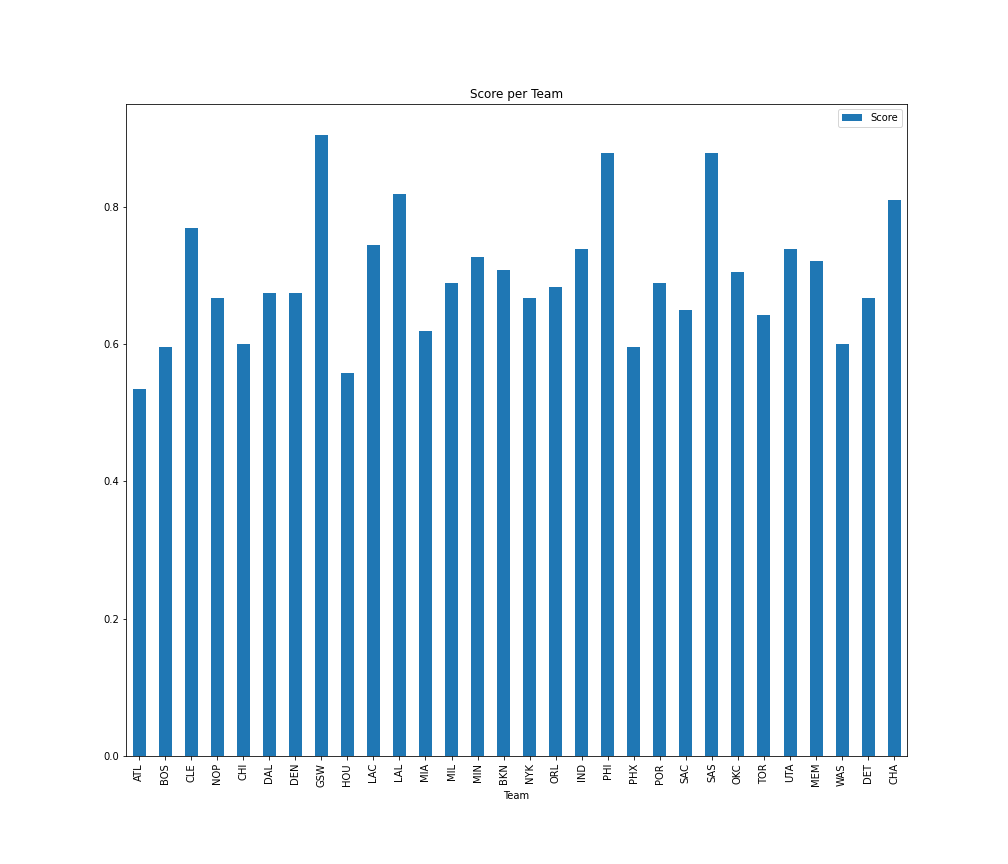 Score per Team
Score
0.8
0.6
0.4
0.2
0.0
ATL BOS CLE NOP CHI DAL DEN GSW HOU LAC LAL MIA MIL MIN BKN NYK ORL IND PHI PHX POR SAC SAS OKC TOR UTA MEM WAS DET CHA
Team